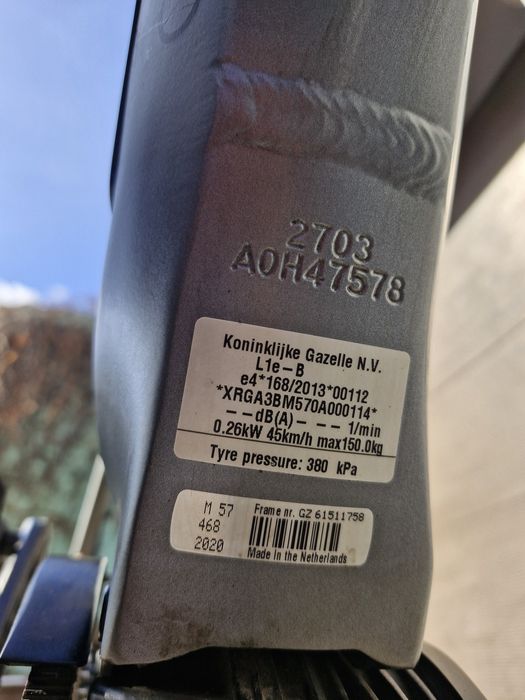 2703
A0H47578
Koninklijke Gazelle N.V.
L1e-B
e4*168/2013*00112
*XRGA3BM570A000114*
--dB(A)- --- 1/min
0.26kW 45km/h max150.0kg
Tyre pressure: 380 kPa
M 57 Frame nr. GZ 61511758
468
2020 Made in the Netherlands